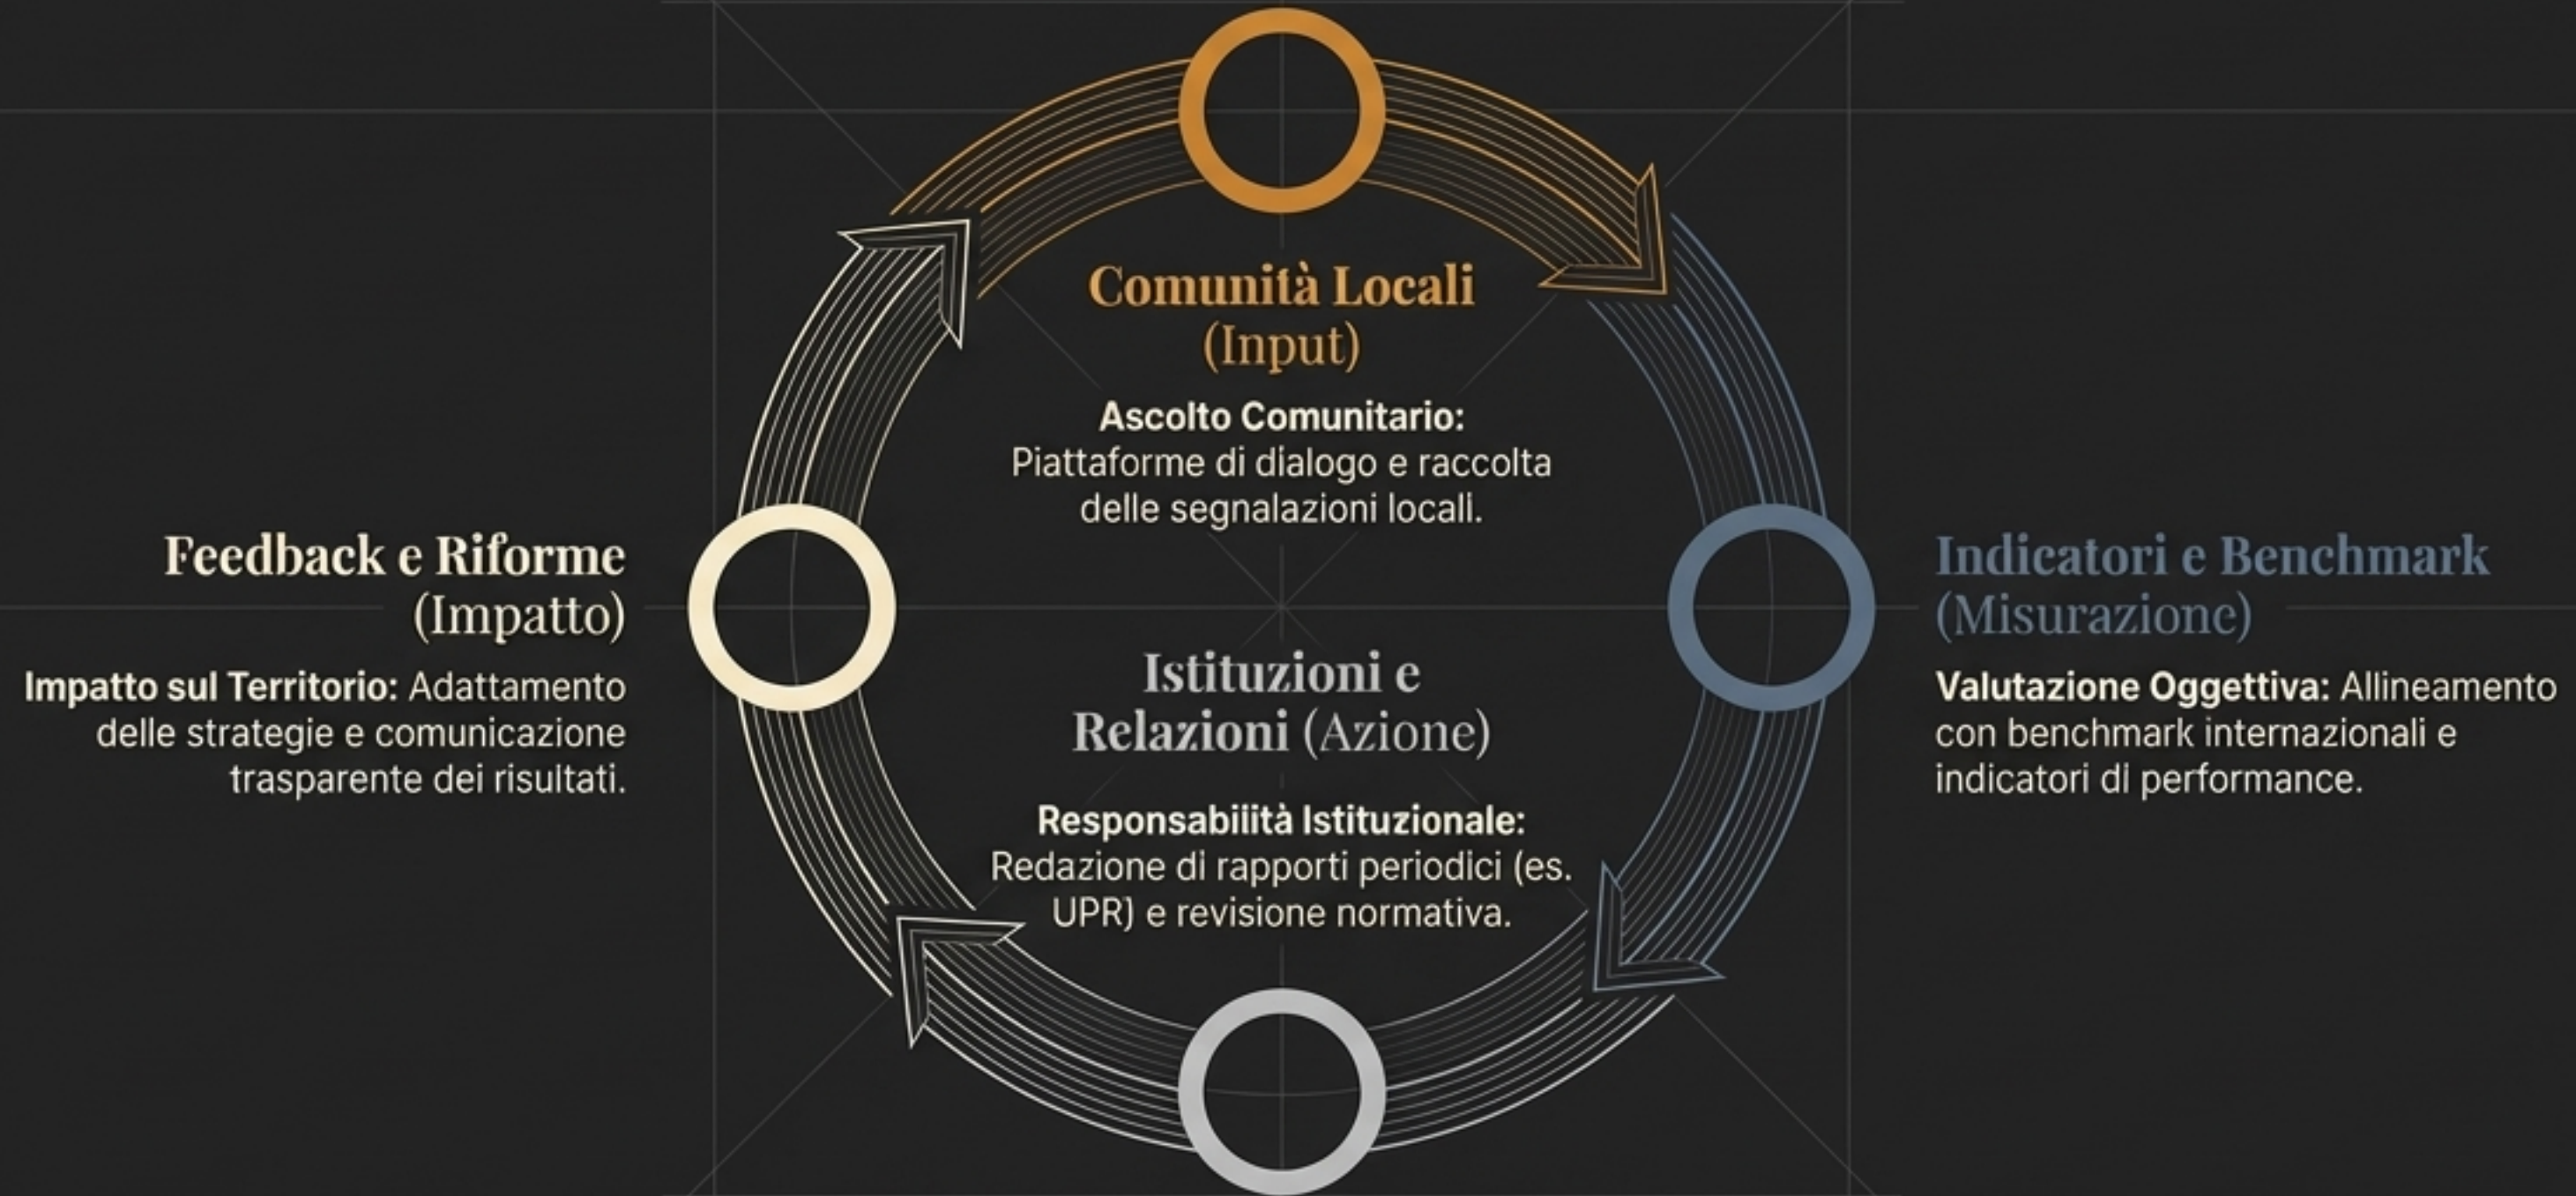 Comunità Locali
(Input)
Ascolto Comunitario:
Piattaforme di dialogo e raccolta
delle segnalazioni locali.
Feedback e Riforme
(Impatto)
Impatto sul Territorio: Adattamento
delle strategie e comunicazione
trasparente dei risultati.
Indicatori e Benchmark
(Misurazione)
Valutazione Oggettiva: Allineamento
con benchmark internazionali e
indicatori di performance.
Istituzioni e
Relazioni (Azione)
Responsabilità Istituzionale:
Redazione di rapporti periodici (es.
UPR) e revisione normativa.